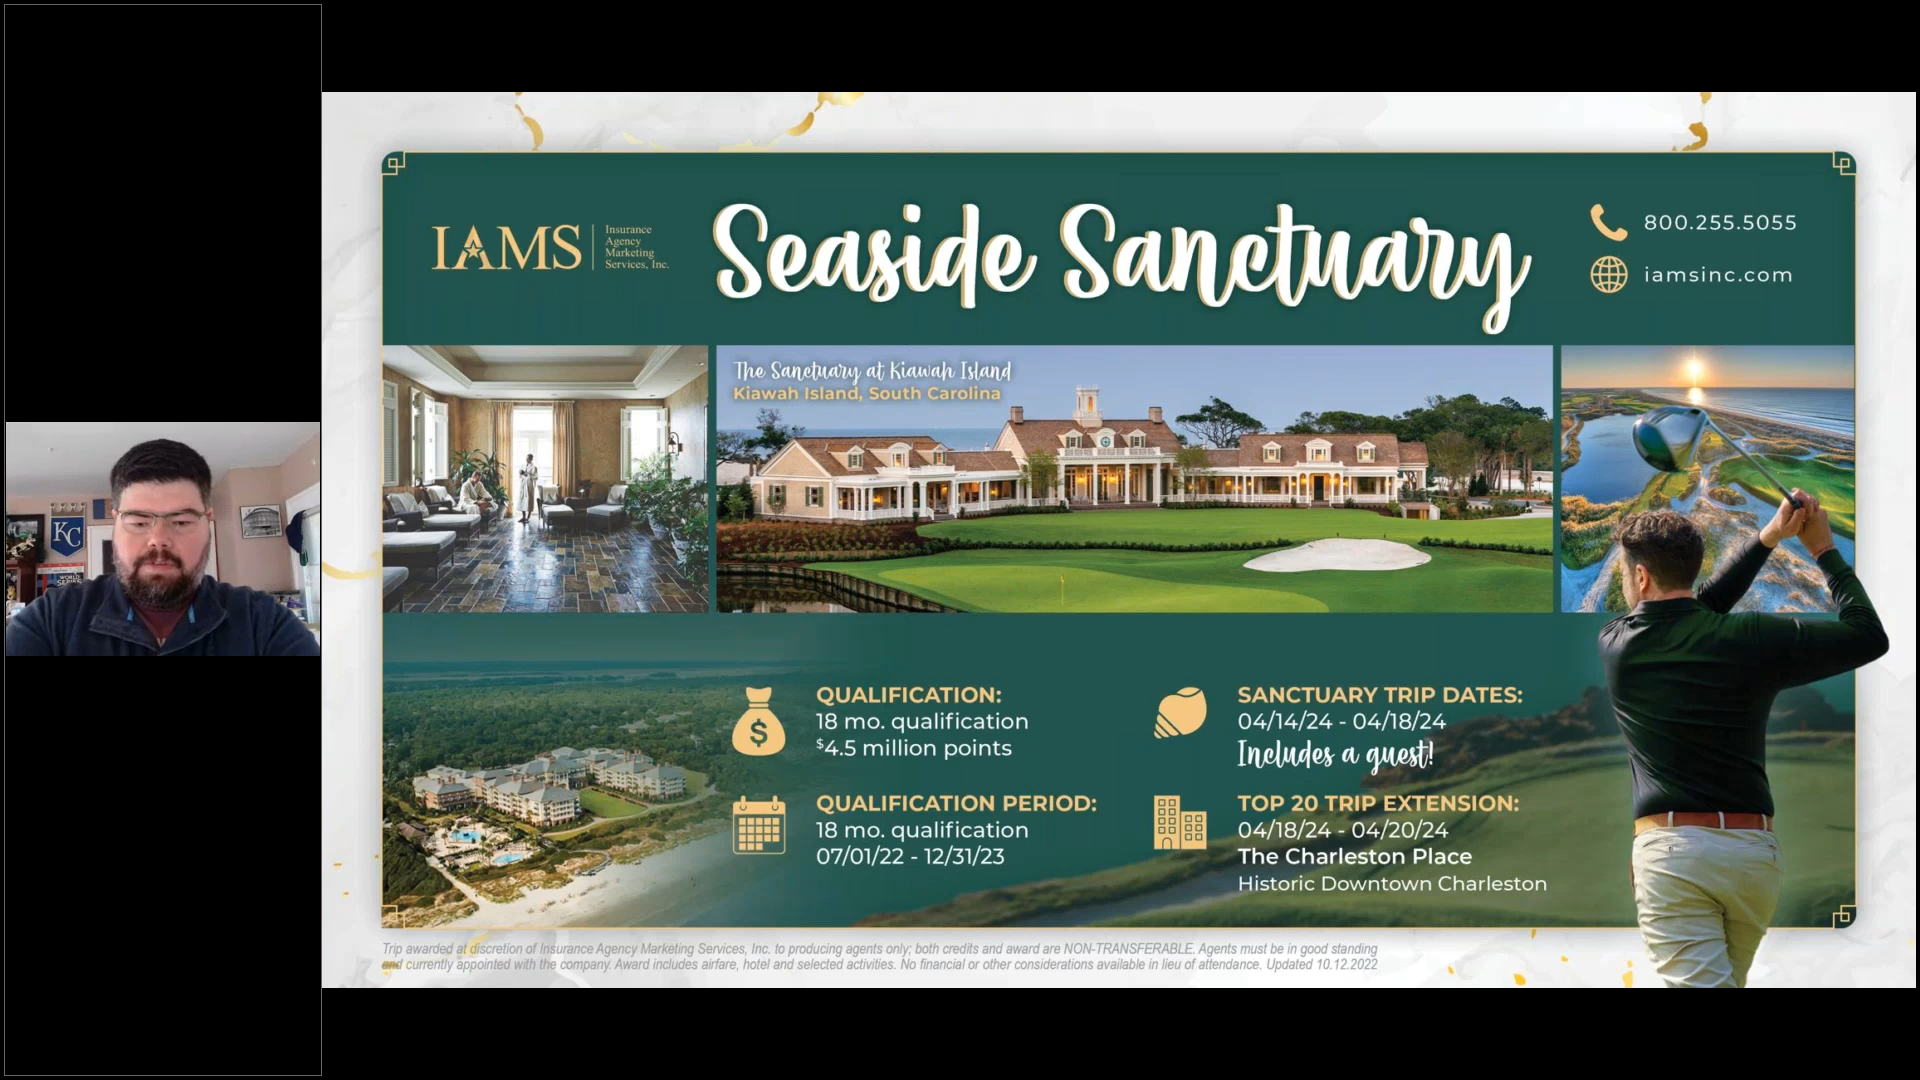 KC
WORLD
SERIES
IAMS
Insurance
Agency
Marketing
Services, Inc.
Seaside Sanctuary
800.255.5055
iamsinc.com
The Sanctuary at Kiawah Island
Kiawah Island, South Carolina
QUALIFICATION:
18 mo. qualification
$4.5 million points
QUALIFICATION PERIOD:
18 mo. qualification
07/01/22 - 12/31/23
SANCTUARY TRIP DATES:
04/14/24 - 04/18/24
Includes a guest!
TOP 20 TRIP EXTENSION:
04/18/24 - 04/20/24
The Charleston Place
Historic Downtown Charleston
Trip awarded at discretion of Insurance Agency Marketing Services, Inc. to producing agents only; both credits and award are NON-TRANSFERABLE. Agents must be in good standing
and currently appointed with the company. Award includes airfare, hotel and selected activities. No financial or other considerations available in lieu of attendance. Updated 10.12.2022